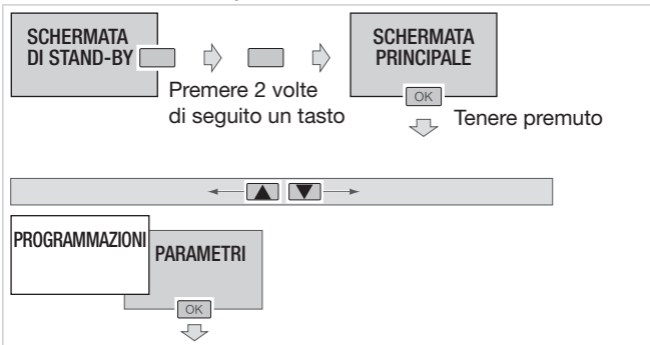 SCHERMATA
DI STAND-BY
Premere 2 volte
di seguito un tasto
SCHERMATA
PRINCIPALE
OK
Tenere premuto
PROGRAMMAZIONI
PARAMETRI
OK